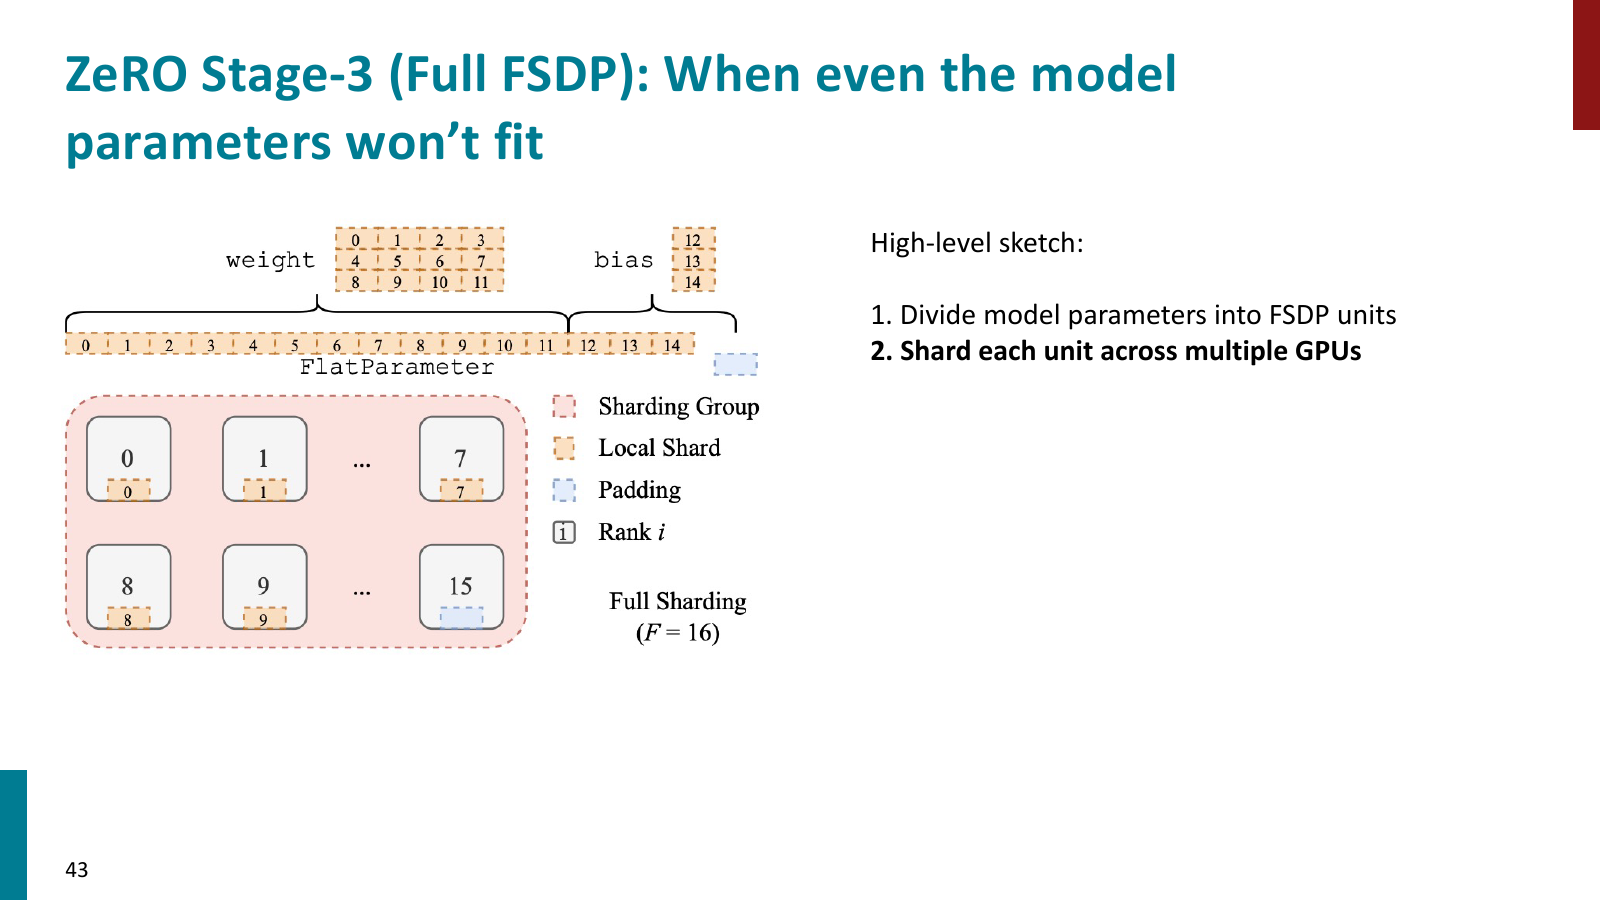 ZeRO Stage-3 (Full FSDP): When even the model
parameters won’t fit
weight
0 1 2 3
4 5 6 7
8 9 10 11
bias
12
13
14
0 1 2 3 4 5 6 7 8 9 10 11 12 13 14
FlatParameter
0 1 ... 7
0 1 7
8 9 ... 15
8 9
Sharding Group
Local Shard
Padding
i Rank i
Full Sharding
(F = 16)
High-level sketch:
1. Divide model parameters into FSDP units
2. Shard each unit across multiple GPUs
43